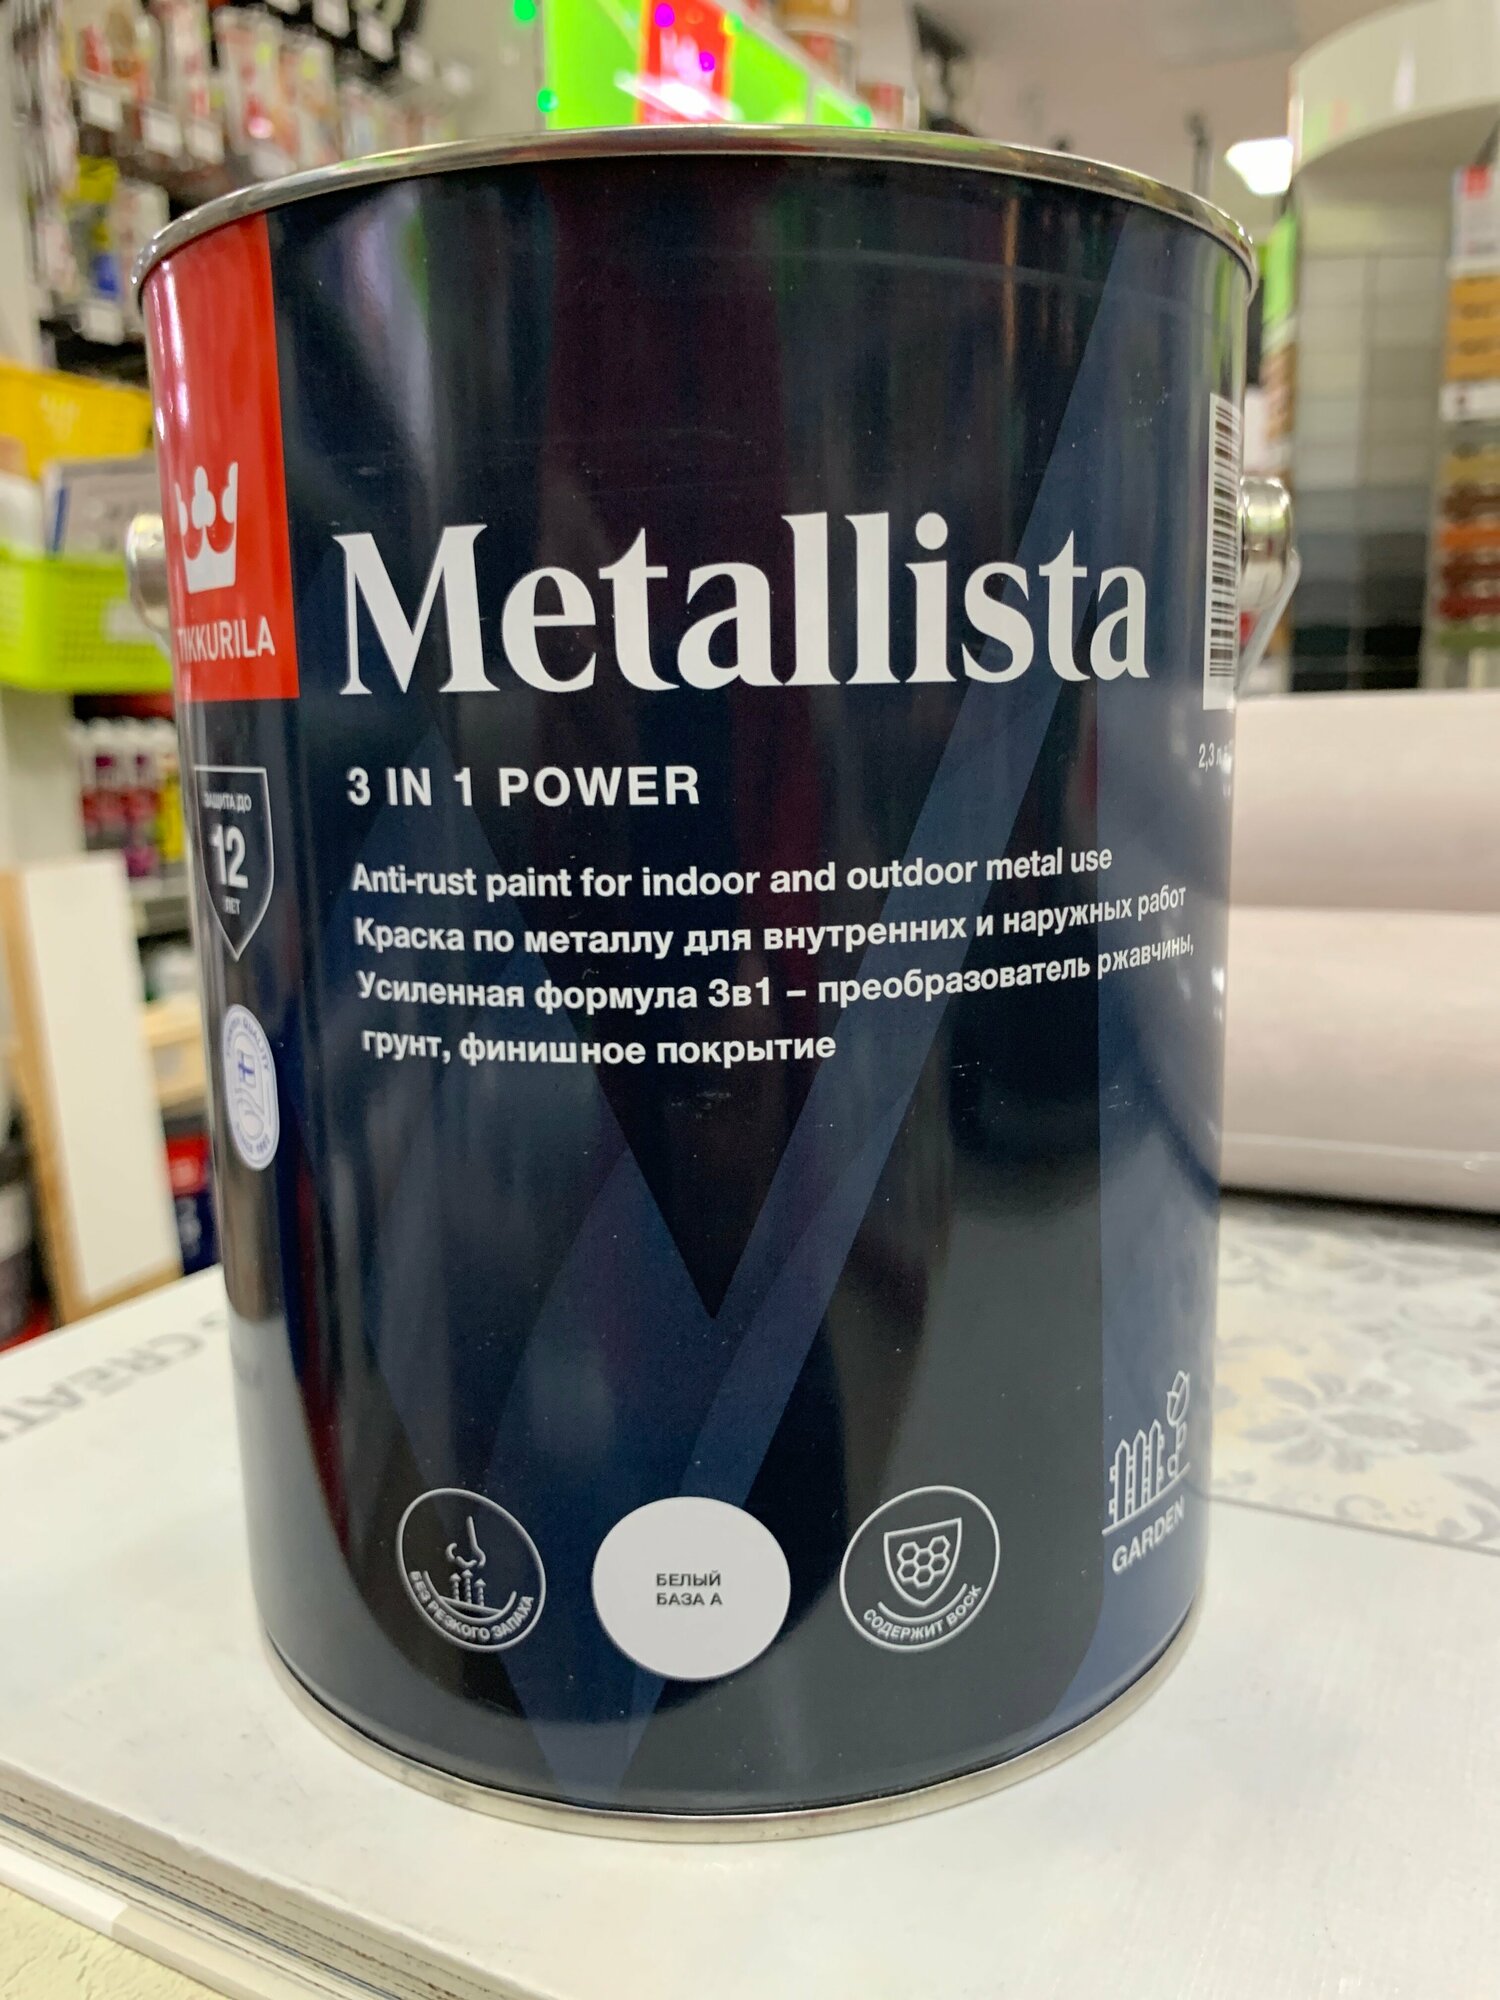 TIKKURILA
Metallista
3 IN 1 POWER
ЗАЩИТА ДО
12
ЛЕТ
Anti-rust paint for indoor and outdoor metal use
Краска по металлу для внутренних и наружных работ
Усиленная формула 3в1 – преобразователь ржавчины,
грунт, финишное покрытие
2,3 л
БЕЗ РЕЗКОГО ЗАПАХА
БЕЛЫЙ
БАЗА А
СОДЕРЖИТ ВОСК
GARDEN